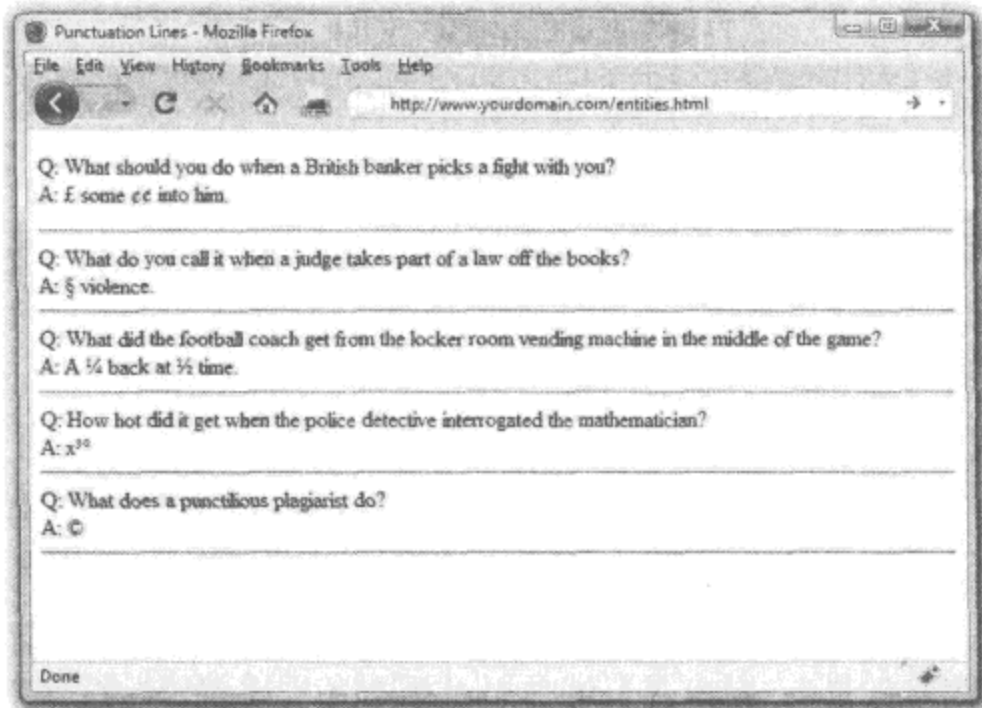 Punctuation Lines - Mozilla Firefox
File Edit View History Bookmarks Tools Help
http://www.yourdomain.com/entities.html
Q: What should you do when a British banker picks a fight with you?
A: £ some ¢¢ into him.
Q: What do you call it when a judge takes part of a law off the books?
A: § violence.
Q: What did the football coach get from the locker room vending machine in the middle of the game?
A: A ¼ back at ½ time.
Q: How hot did it get when the police detective interrogated the mathematician?
A: x³°
Q: What does a punctilious plagiarist do?
A: ©
Done